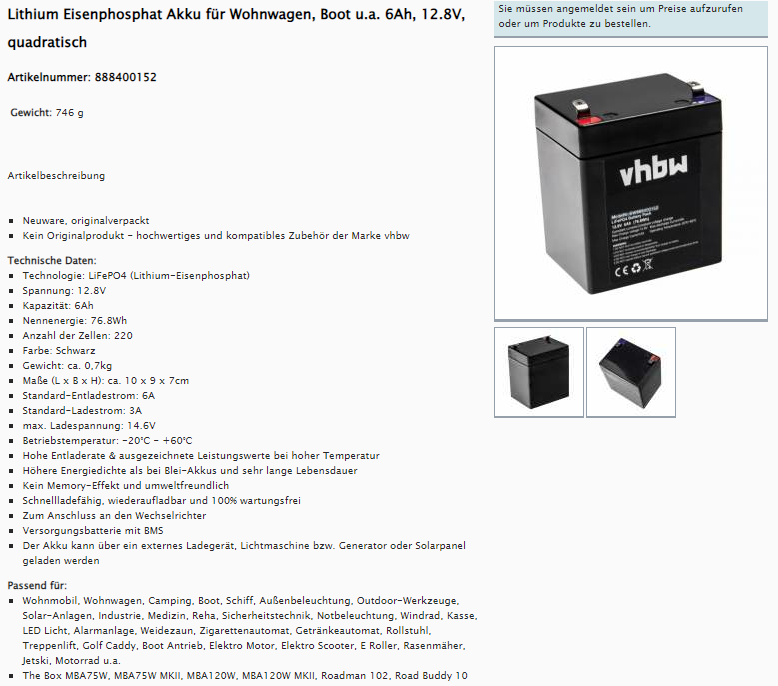 Lithium Eisenphosphat Akku für Wohnwagen, Boot u.a. 6Ah, 12.8V,
quadratisch
Artikelnummer: 888400152
Gewicht: 746 g
Artikelbeschreibung
Neuware, originalverpackt
Kein Originalprodukt - hochwertiges und kompatibles Zubehör der Marke vhbw
Technische Daten:
Technologie: LiFePO4 (Lithium-Eisenphosphat)
Spannung: 12.8V
Kapazität: 6Ah
Nennenergie: 76.8Wh
Anzahl der Zellen: 220
Farbe: Schwarz
Gewicht: ca. 0,7kg
Maße (L x B x H): ca. 10 x 9 x 7cm
Standard-Entladestrom: 6A
Standard-Ladestrom: 3A
max. Ladespannung: 14.6V
Betriebstemperatur: -20°C - +60°C
Hohe Entladerate & ausgezeichnete Leistungswerte bei hoher Temperatur
Höhere Energiedichte als bei Blei-Akkus und sehr lange Lebensdauer
Kein Memory-Effekt und umweltfreundlich
Schnellladefähig, wiederaufladbar und 100% wartungsfrei
Zum Anschluss an den Wechselrichter
Versorgungsbatterie mit BMS
Der Akku kann über ein externes Ladegerät, Lichtmaschine bzw. Generator oder Solarpanel
geladen werden
Passend für:
Wohnmobil, Wohnwagen, Camping, Boot, Schiff, Außenbeleuchtung, Outdoor-Werkzeuge,
Solar-Anlagen, Industrie, Medizin, Reha, Sicherheitstechnik, Notbeleuchtung, Windrad, Kasse,
LED Licht, Alarmanlage, Weidezaun, Zigarettenautomat, Getränkeautomat, Rollstuhl,
Treppenlift, Golf Caddy, Boot Antrieb, Elektro Motor, Elektro Scooter, E Roller, Rasenmäher,
Jetski, Motorrad u.a.
The Box MBA75W, MBA75W MKII, MBA120W, MBA120W MKII, Roadman 102, Road Buddy 10
Sie müssen angemeldet sein um Preise aufzurufen
oder um Produkte zu bestellen.
vhbw